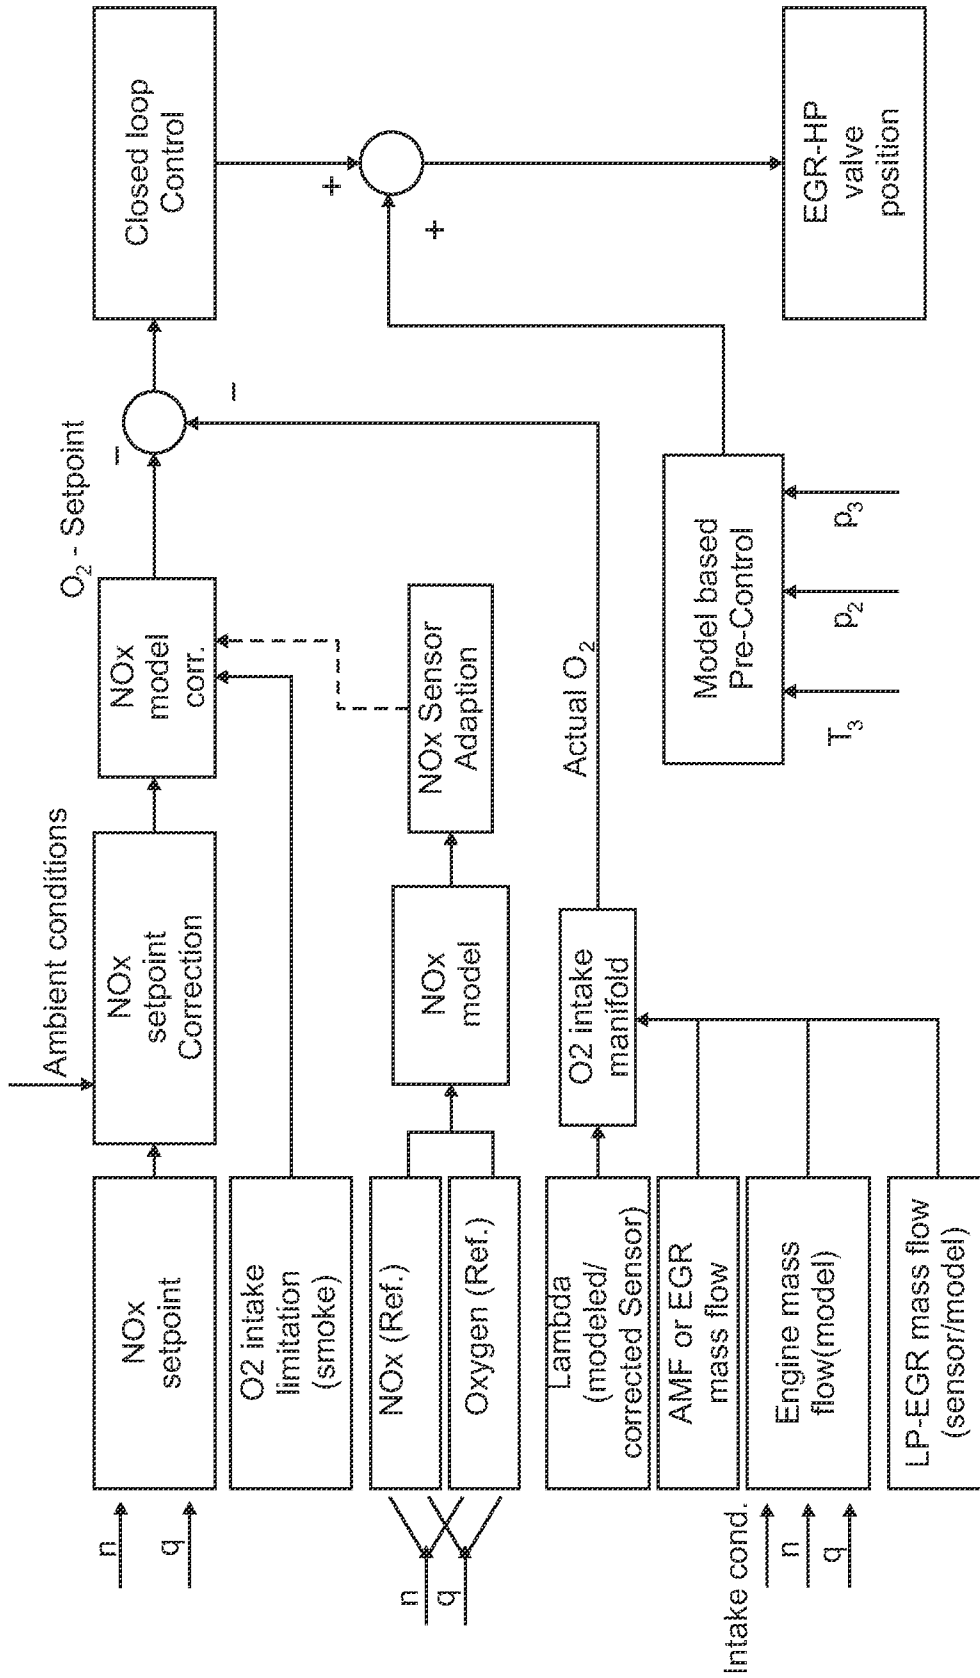 n
q
NOx
setpoint
Ambient conditions
NOx
setpoint
Correction
NOx
model
corr.
O₂ - Setpoint
−
−
Closed loop
Control
O2 intake
limitation
(smoke)
n
q
NOx (Ref.)
Oxygen (Ref.)
NOx
model
NOx Sensor
Adaption
+
+
Lambda
(modeled/
corrected Sensor)
O2 intake
manifold
Actual O₂
AMF or EGR
mass flow
Intake cond.
n
q
Engine mass
flow(model)
LP-EGR mass flow
(sensor/model)
Model based
Pre-Control
T₃
p₂
p₃
EGR-HP
valve
position